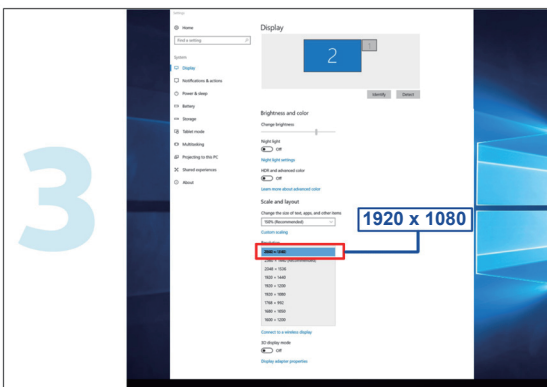 3
Settings
Home
Find a setting
System
Display
Notifications & actions
Power & sleep
Battery
Storage
Tablet mode
Multitasking
Projecting to this PC
Shared experiences
About
Display
2
1
Identify
Detect
Brightness and color
Change brightness
Night light
Off
Night light settings
HDR and advanced color
Off
Learn more about advanced color
Scale and layout
Change the size of text, apps, and other items
100% (Recommended)
Custom scaling
Resolution
1920 x 1080
2048 × 1536
1920 × 1440
1920 × 1200
1920 × 1080
1680 × 1050
1600 × 1200
Connect to a wireless display
3D display mode
Off
Display adapter properties